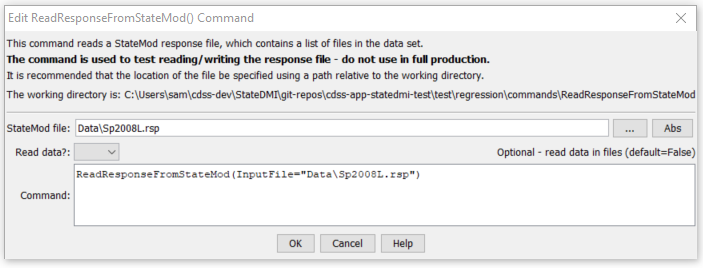 Edit ReadResponseFromStateMod() Command
This command reads a StateMod response file, which contains a list of files in the data set.
The command is used to test reading/writing the response file - do not use in full production.
It is recommended that the location of the file be specified using a path relative to the working directory.
The working directory is: C:\Users\sam\cdss-dev\StateDMI\git-repos\cdss-app-statedmi-test\test\regression\commands\ReadResponseFromStateMod
StateMod file: Data\Sp2008L.rsp ... Abs
Read data?: Optional - read data in files (default=False)
ReadResponseFromStateMod(InputFile="Data\Sp2008L.rsp")
Command:
OK Cancel Help